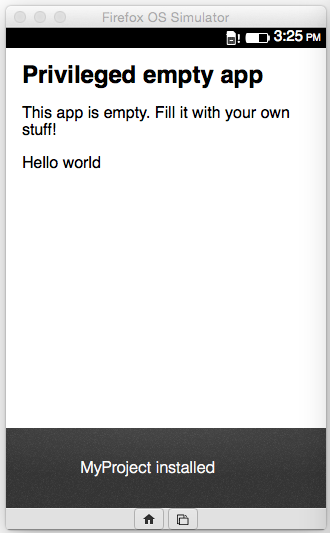 Firefox OS Simulator
! 3:25 PM
Privileged empty app
This app is empty. Fill it with your own
stuff!
Hello world
MyProject installed